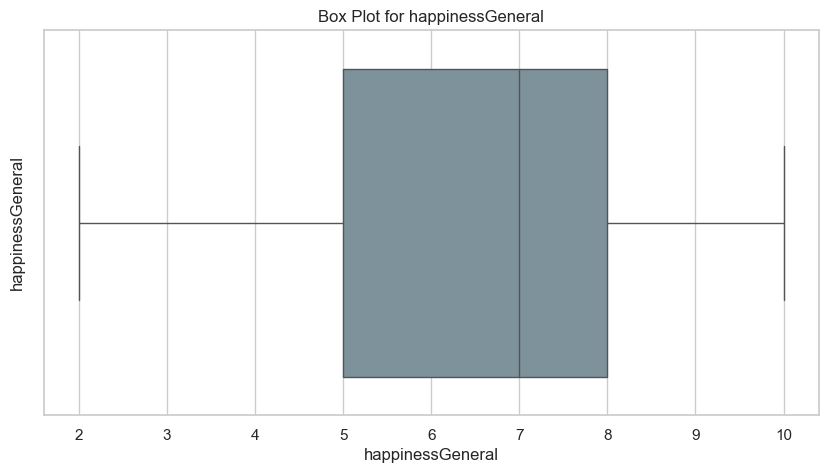 Box Plot for happinessGeneral
happinessGeneral
2 3 4 5 6 7 8 9 10
happinessGeneral